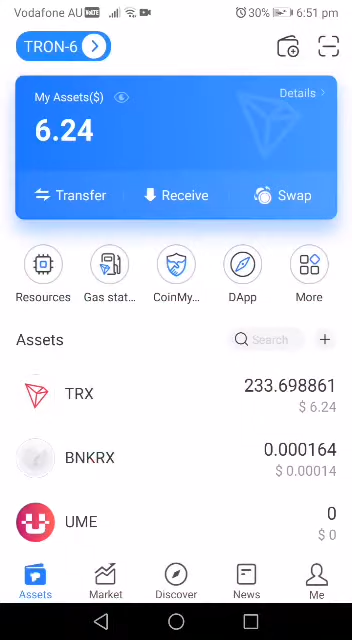 Vodafone AU VoLTE 30% 6:51 pm
TRON-6
My Assets($)
Details
6.24
Transfer
Receive
Swap
Resources
Gas stat...
CoinMy...
DApp
More
Assets
Search
TRX
233.698861
$ 6.24
BNKRX
0.000164
$ 0.00014
UME
0
$ 0
Assets
Market
Discover
News
Me